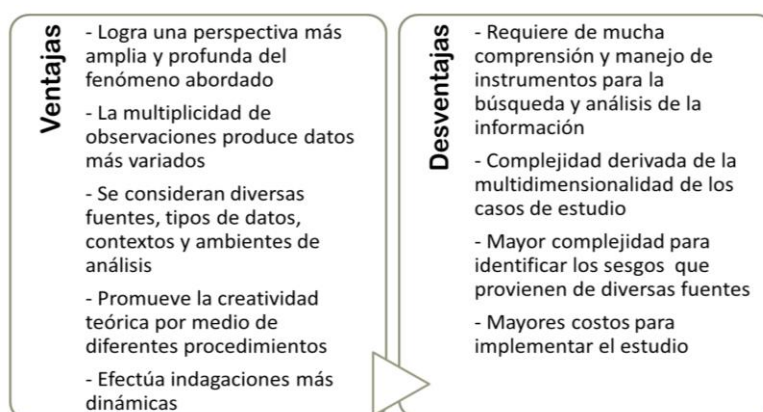 Ventajas
- Logra una perspectiva más
amplia y profunda del
fenómeno abordado
- La multiplicidad de
observaciones produce datos
más variados
- Se consideran diversas
fuentes, tipos de datos,
contextos y ambientes de
análisis
- Promueve la creatividad
teórica por medio de
diferentes procedimientos
- Efectúa indagaciones más
dinámicas
Desventajas
- Requiere de mucha
comprensión y manejo de
instrumentos para la
búsqueda y análisis de la
información
- Complejidad derivada de la
multidimensionalidad de los
casos de estudio
- Mayor complejidad para
identificar los sesgos que
provienen de diversas fuentes
- Mayores costos para
implementar el estudio